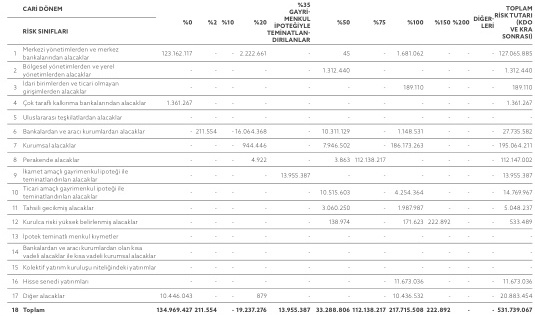 CARİ DÖNEM
RİSK SINIFLARI %0 %2 %10 %20 %35 GAYRİ-MENKUL İPOTEĞİYLE TEMİNATLAN-DIRILANLAR %50 %75 %100 %150 %200 DİĞER-LERİ TOPLAM RİSK TUTARI (KDO VE KRA SONRASI)
1 Merkezi yönetimlerden ve merkez bankalarından alacaklar 123.162.117 - - 2.222.661 - 45 - 1.681.062 - - - 127.065.885
2 Bölgesel yönetimlerden ve yerel yönetimlerden alacaklar - - - - - 1.312.440 - - - - - 1.312.440
3 İdari birimlerden ve ticari olmayan girişimlerden alacaklar - - - - - - - 189.110 - - - 189.110
4 Çok taraflı kalkınma bankalarından alacaklar 1.361.267 - - - - - - - - - - 1.361.267
5 Uluslararası teşkilatlardan alacaklar - - - - - - - - - - - -
6 Bankalardan ve aracı kurumlardan alacaklar - 211.554 - 16.064.368 - 10.311.129 - 1.148.531 - - - 27.735.582
7 Kurumsal alacaklar - - - 944.446 - 7.946.502 - 186.173.263 - - - 195.064.211
8 Perakende alacaklar - - - 4.922 - 3.863 112.138.217 - - - - 112.147.002
9 İkamet amaçlı gayrimenkul ipoteği ile teminatlandırılan alacaklar - - - - 13.955.387 - - - - - - 13.955.387
10 Ticari amaçlı gayrimenkul ipoteği ile teminatlandırılan alacaklar - - - - - 10.515.603 - 4.254.364 - - - 14.769.967
11 Tahsili gecikmiş alacaklar - - - - - 3.060.250 - 1.987.987 - - - 5.048.237
12 Kurulca riski yüksek belirlenmiş alacaklar - - - - - 138.974 - 171.623 222.892 - - 533.489
13 İpotek teminatlı menkul kıymetler - - - - - - - - - - - -
14 Bankalardan ve aracı kurumlardan olan kısa vadeli alacaklar ile kısa vadeli kurumsal alacaklar - - - - - - - - - - - -
15 Kolektif yatırım kuruluşu niteliğindeki yatırımlar - - - - - - - - - - - -
16 Hisse senedi yatırımları - - - - - - - 11.673.036 - - - 11.673.036
17 Diğer alacaklar 10.446.043 - - 879 - - - 10.436.532 - - - 20.883.454
18 Toplam 134.969.427 211.554 - 19.237.276 13.955.387 33.288.806 112.138.217 217.715.508 222.892 - - 531.739.067